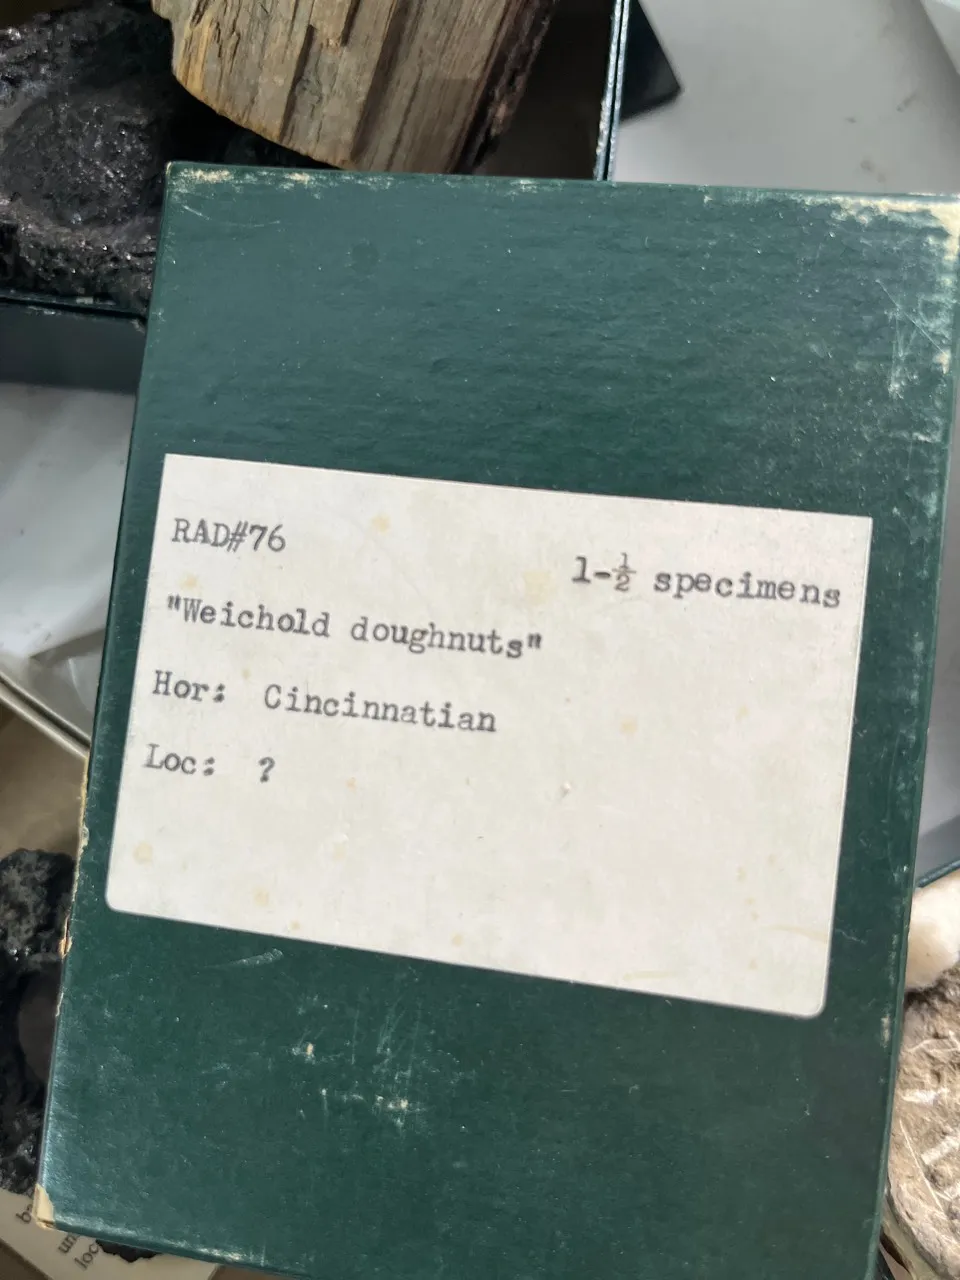 RAD#76
1-½ specimens
"Weichold doughnuts"
Hor: Cincinnatian
Loc: ?